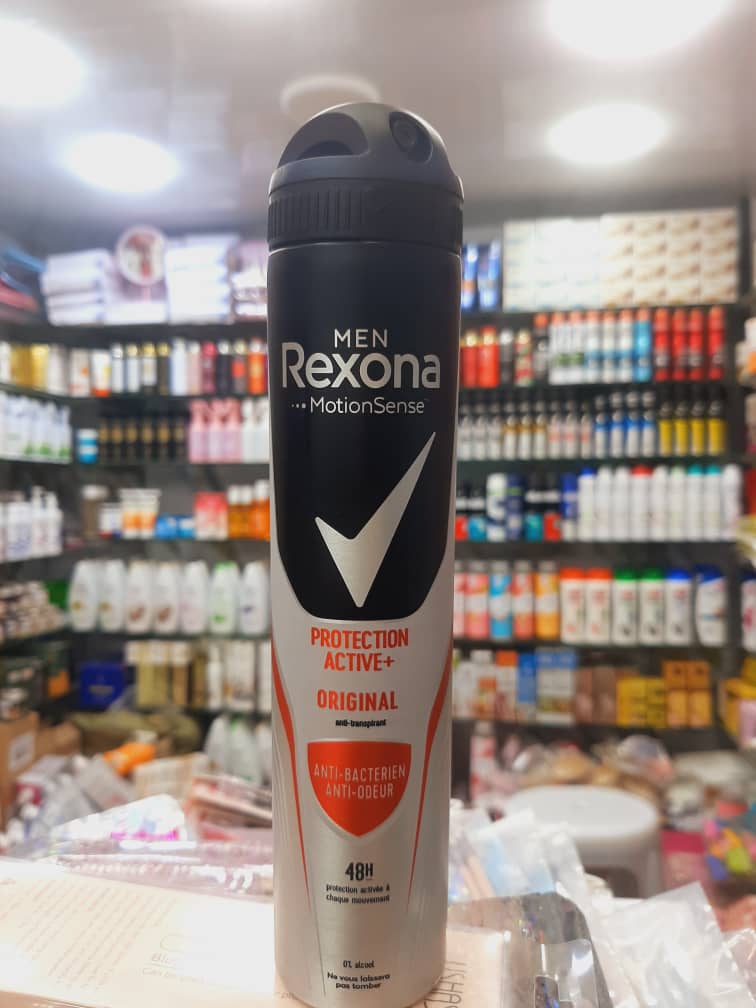 MEN
Rexona
MotionSense™
PROTECTION
ACTIVE+
ORIGINAL
anti-transpirant
ANTI-BACTERIEN
ANTI-ODEUR
48H
protection activée à
chaque mouvement
0% alcool
Ne vous laissera
pas tomber